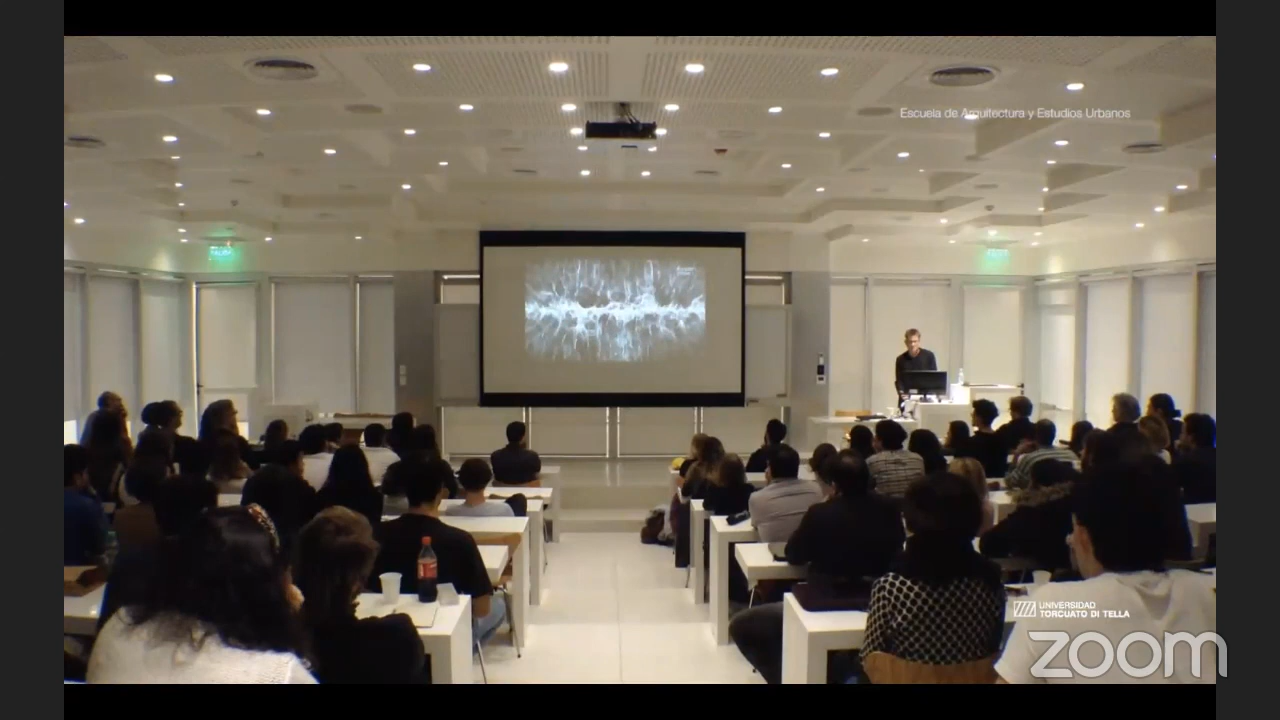 Escuela de Arquitectura y Estudios Urbanos
UNIVERSIDAD
TORCUATO DI TELLA
zoom